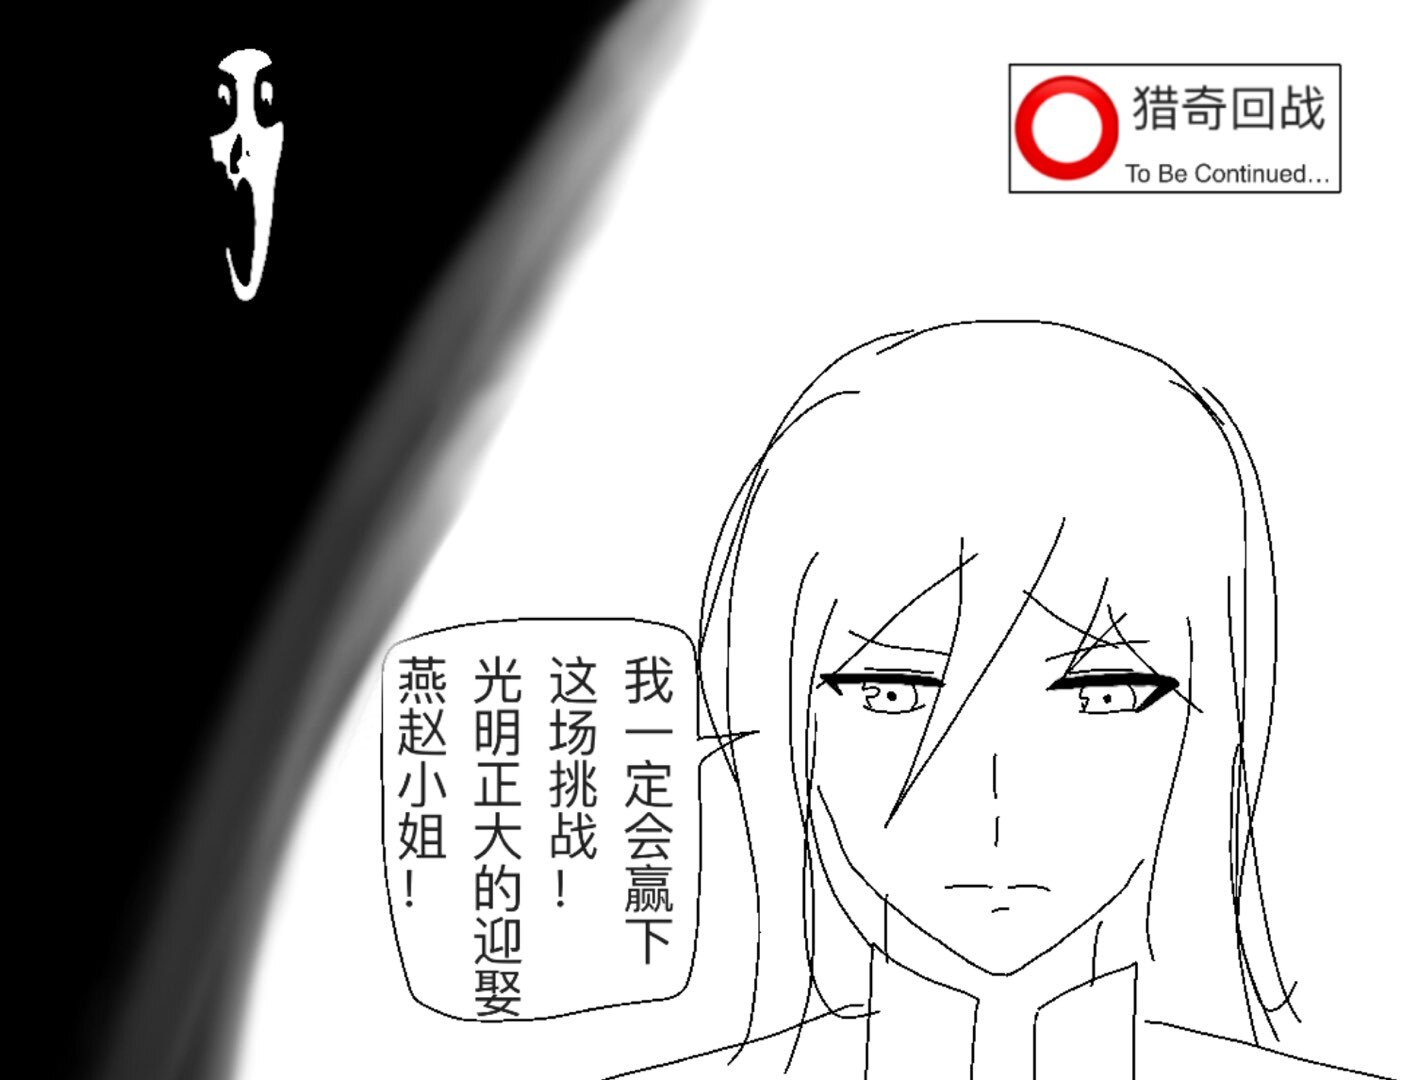 猎奇回战
To Be Continued...
我一定会赢下
这场挑战！
光明正大的迎娶
燕赵小姐！